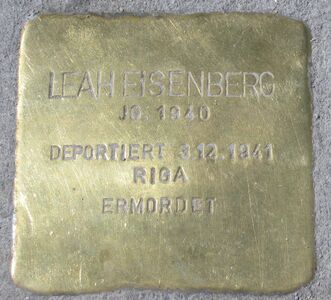 LEAH EISENBERG
JG. 1940
DEPORTIERT 3.12.1941
RIGA
ERMORDET